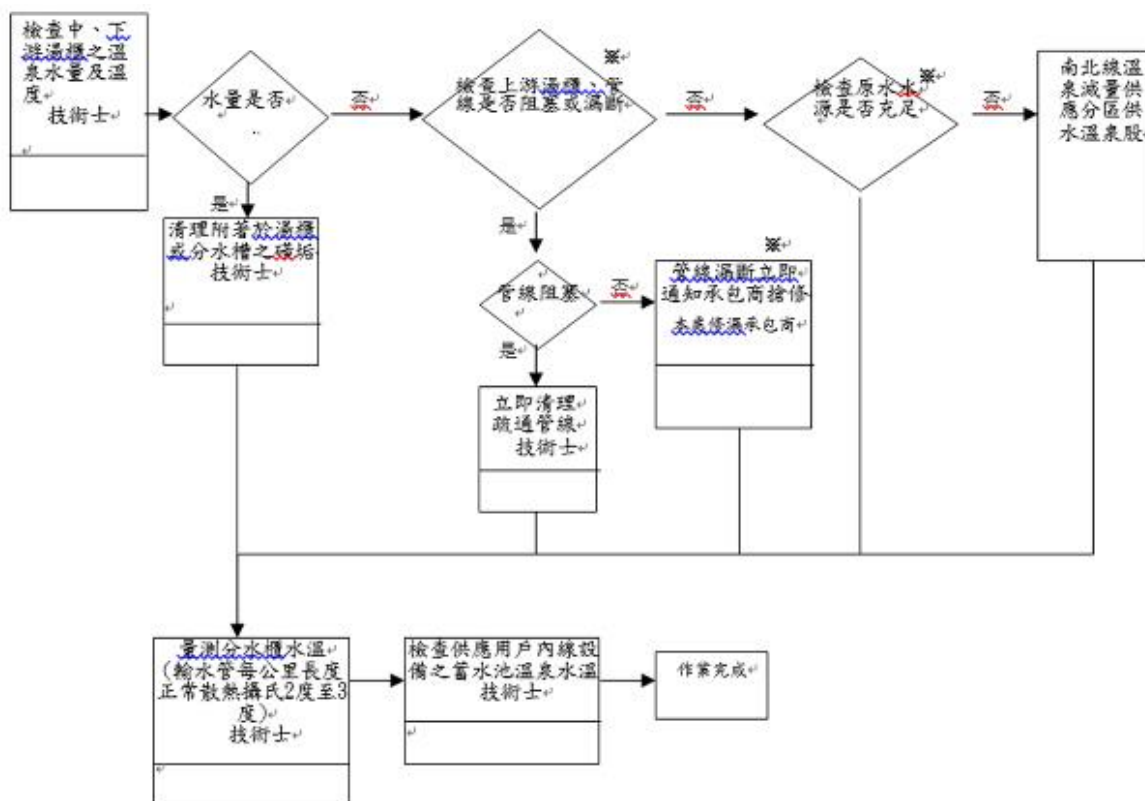 檢查中、下
游湯櫃之溫
泉水量及溫
度
技術士
水量是否
..
否
※
檢查上游湯櫃、管
線是否阻塞或漏斷
否
檢查原水水※
源是否充足
否
南北線溫
泉減量供
應分區供
水溫泉股
是
清理附著於湯櫃
或分水槽之磺垢
技術士
是
管線阻塞
否
※
管線漏斷立即
通知承包商搶修
本處修漏承包商
是
立即清理
疏通管線
技術士
量測分水櫃水溫
(輸水管每公里長度
正常散熱攝氏2度至3
度)
技術士
檢查供應用戶內線設
備之蓄水池溫泉水溫
技術士
作業完成